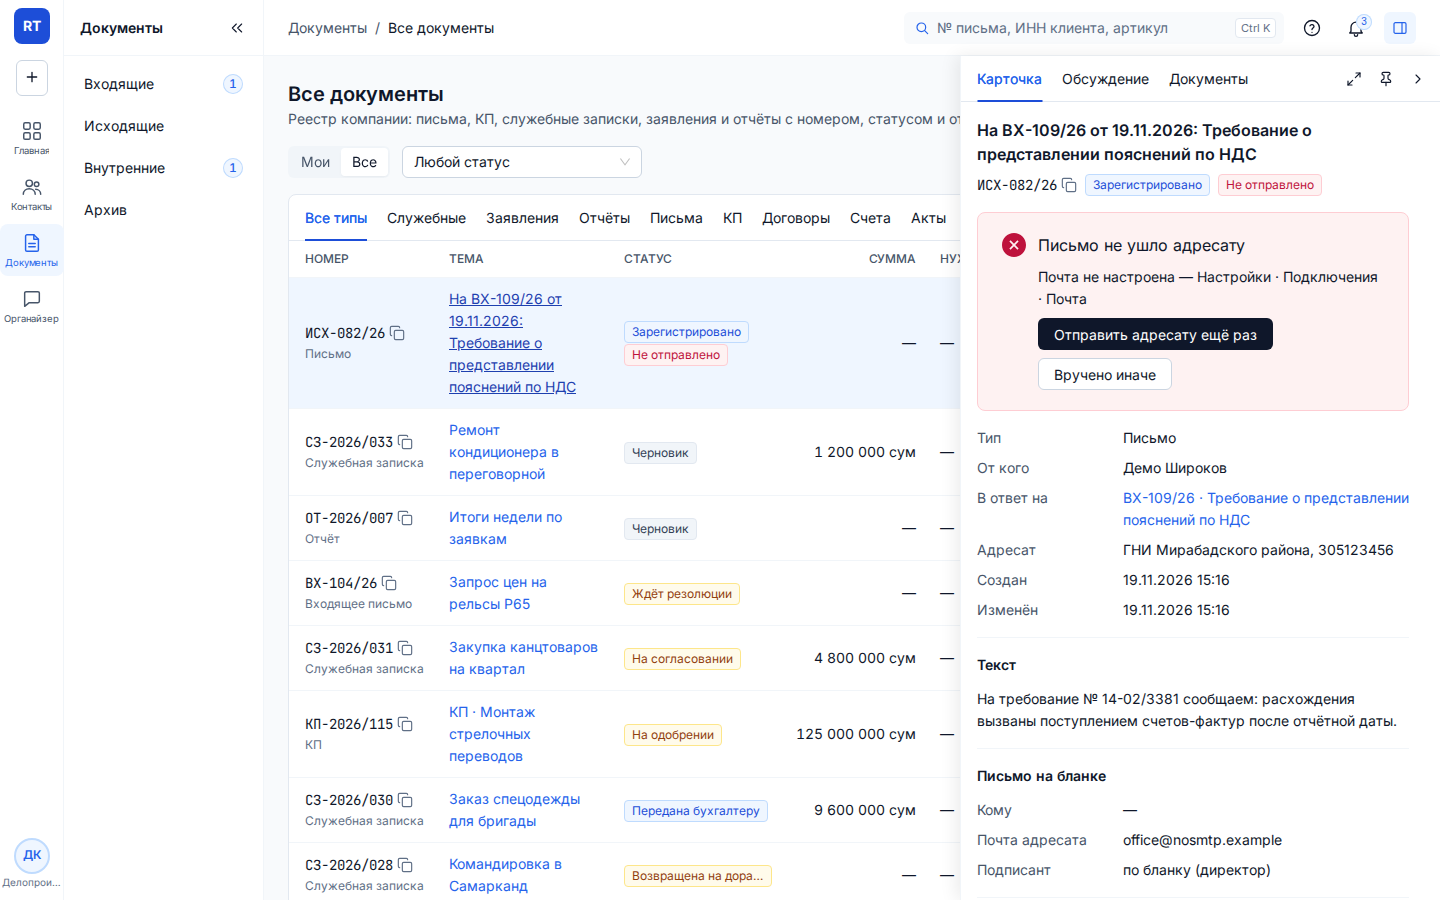 RT
Документы
Документы / Все документы
№ письма, ИНН клиента, артикул
Ctrl K
3
+
Главная
Контакты
Документы
Органайзер
ДК
Делопрои...
Входящие
1
Исходящие
Внутренние
1
Архив
Все документы
Реестр компании: письма, КП, служебные записки, заявления и отчёты с номером, статусом и от
Мои
Все
Любой статус
Все типы
Служебные
Заявления
Отчёты
Письма
КП
Договоры
Счета
Акты
НОМЕР
ТЕМА
СТАТУС
СУММА
НУЖ
ИСХ-082/26
Письмо
На ВХ-109/26 от
19.11.2026:
Требование о
представлении
пояснений по НДС
Зарегистрировано
Не отправлено
—
—
СЗ-2026/033
Служебная записка
Ремонт
кондиционера в
переговорной
Черновик
1 200 000 сум
—
ОТ-2026/007
Отчёт
Итоги недели по
заявкам
Черновик
—
—
ВХ-104/26
Входящее письмо
Запрос цен на
рельсы Р65
Ждёт резолюции
—
—
СЗ-2026/031
Служебная записка
Закупка канцтоваров
на квартал
На согласовании
4 800 000 сум
—
КП-2026/115
КП
КП · Монтаж
стрелочных
переводов
На одобрении
125 000 000 сум
—
СЗ-2026/030
Служебная записка
Заказ спецодежды
для бригады
Передана бухгалтеру
9 600 000 сум
—
СЗ-2026/028
Служебная записка
Командировка в
Самарканд
Возвращена на дора...
—
—
Карточка
Обсуждение
Документы
На ВХ-109/26 от 19.11.2026: Требование о
представлении пояснений по НДС
ИСХ-082/26
Зарегистрировано
Не отправлено
Письмо не ушло адресату
Почта не настроена — Настройки · Подключения
· Почта
Отправить адресату ещё раз
Вручено иначе
Тип
Письмо
От кого
Демо Широков
В ответ на
ВХ-109/26 · Требование о представлении
пояснений по НДС
Адресат
ГНИ Мирабадского района, 305123456
Создан
19.11.2026 15:16
Изменён
19.11.2026 15:16
Текст
На требование № 14-02/3381 сообщаем: расхождения
вызваны поступлением счетов-фактур после отчётной даты.
Письмо на бланке
Кому
—
Почта адресата
office@nosmtp.example
Подписант
по бланку (директор)